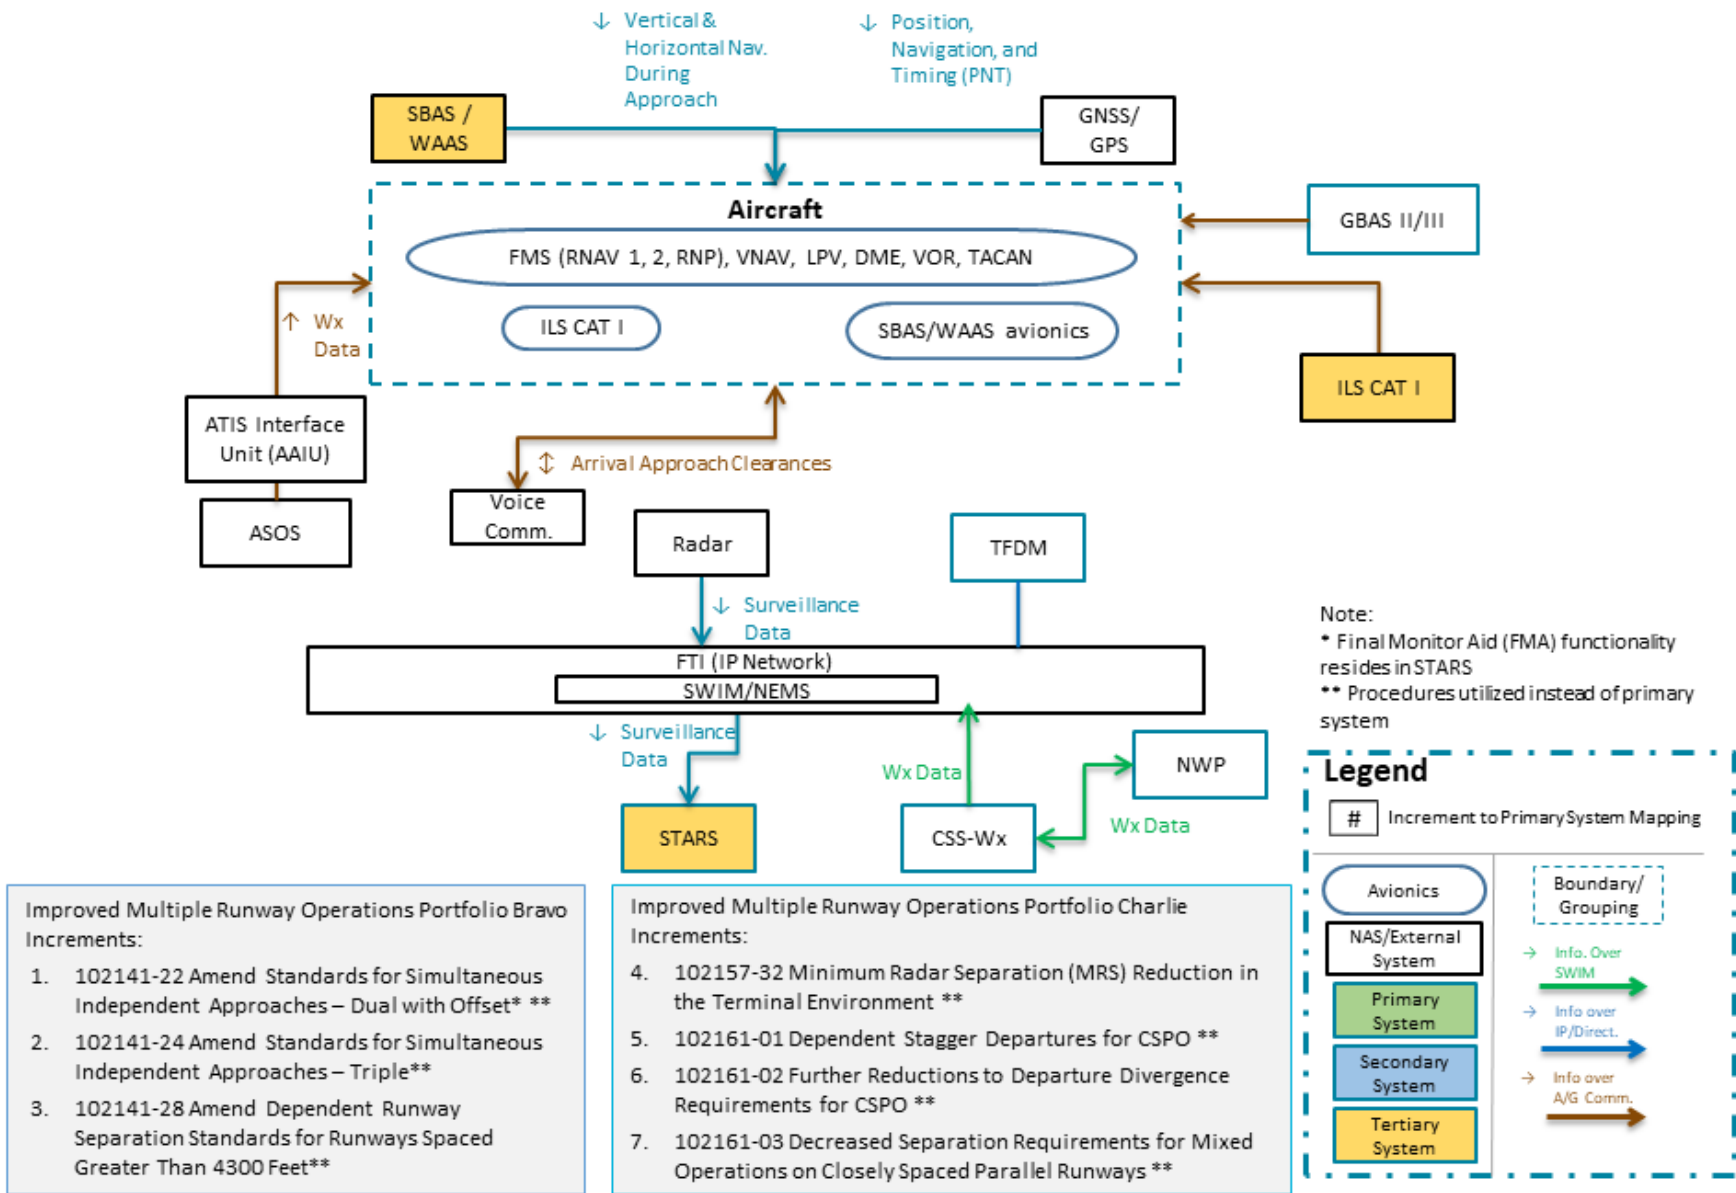 ↓ Vertical &
Horizontal Nav.
During
Approach
↓ Position,
Navigation, and
Timing (PNT)
SBAS /
WAAS
GNSS/
GPS
Aircraft
FMS (RNAV 1, 2, RNP), VNAV, LPV, DME, VOR, TACAN
ILS CAT I
SBAS/WAAS avionics
GBAS II/III
ILS CAT I
↑ Wx
Data
ATIS Interface
Unit (AAIU)
ASOS
↕ Arrival Approach Clearances
Voice
Comm.
Radar
TFDM
↓ Surveillance
Data
FTI (IP Network)
SWIM/NEMS
↓ Surveillance
Data
Wx Data
NWP
Wx Data
STARS
CSS-Wx
Note:
* Final Monitor Aid (FMA) functionality
resides in STARS
** Procedures utilized instead of primary
system
Legend
# Increment to Primary System Mapping
Avionics
NAS/External
System
Primary
System
Secondary
System
Tertiary
System
Boundary/
Grouping
→ Info. Over
SWIM
→ Info over
IP/Direct.
→ Info over
A/G Comm.
Improved Multiple Runway Operations Portfolio Bravo
Increments:
1. 102141-22 Amend Standards for Simultaneous
Independent Approaches – Dual with Offset* **
2. 102141-24 Amend Standards for Simultaneous
Independent Approaches – Triple**
3. 102141-28 Amend Dependent Runway
Separation Standards for Runways Spaced
Greater Than 4300 Feet**
Improved Multiple Runway Operations Portfolio Charlie
Increments:
4. 102157-32 Minimum Radar Separation (MRS) Reduction in
the Terminal Environment **
5. 102161-01 Dependent Stagger Departures for CSPO **
6. 102161-02 Further Reductions to Departure Divergence
Requirements for CSPO **
7. 102161-03 Decreased Separation Requirements for Mixed
Operations on Closely Spaced Parallel Runways **